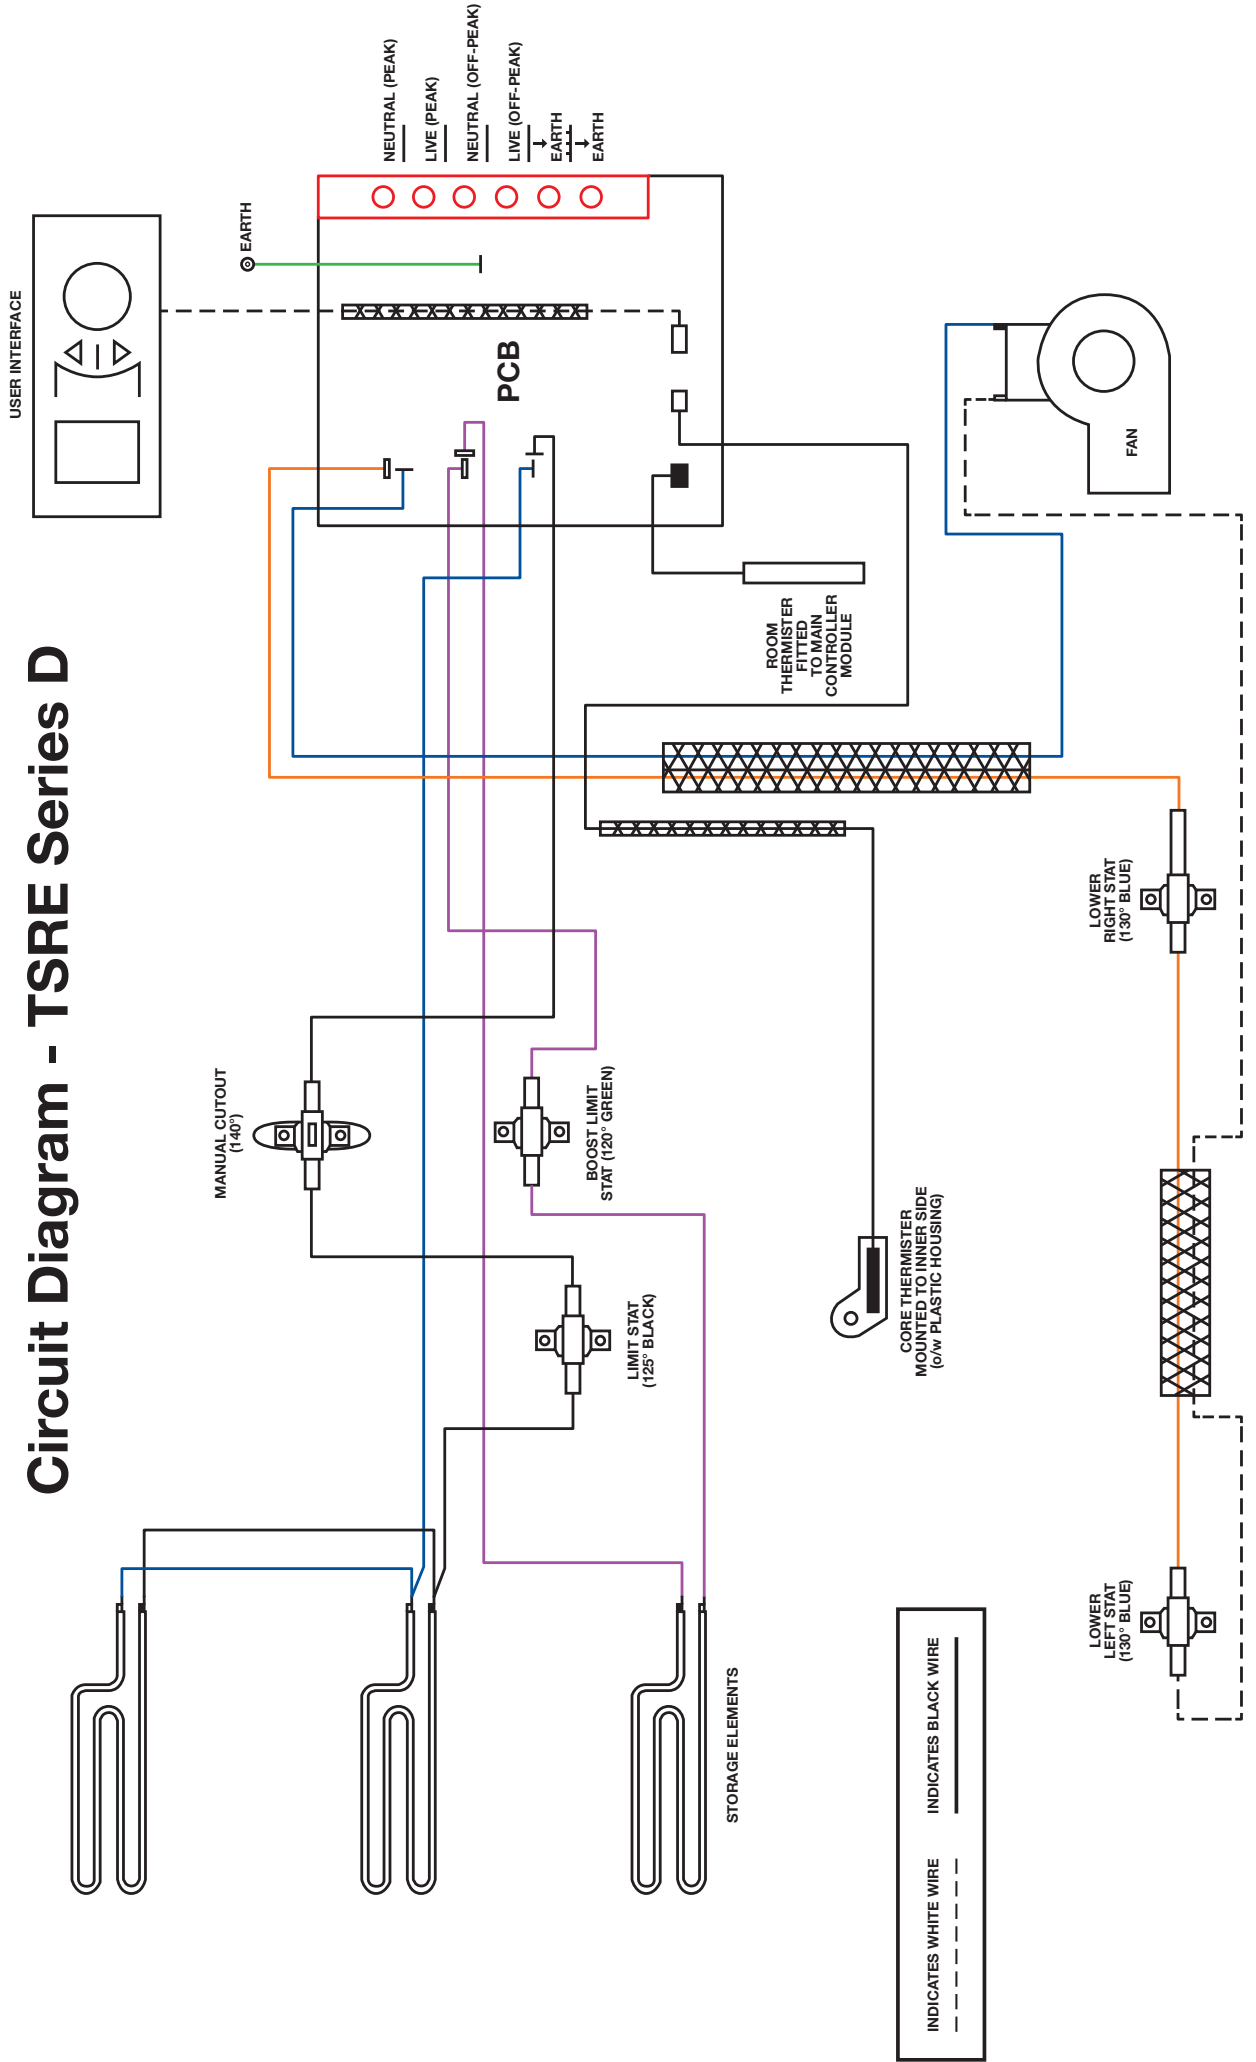 Circuit Diagram - TSRE Series D
USER INTERFACE
EARTH
NEUTRAL (PEAK)
LIVE (PEAK)
NEUTRAL (OFF-PEAK)
LIVE (OFF-PEAK)
EARTH
EARTH
PCB
MANUAL CUTOUT
(140°)
BOOST LIMIT
STAT (120° GREEN)
LIMIT STAT
(125° BLACK)
ROOM
THERMISTER
FITTED
TO MAIN
CONTROLLER
MODULE
STORAGE ELEMENTS
CORE THERMISTER
MOUNTED TO INNER SIDE
(o/w PLASTIC HOUSING)
FAN
LOWER
LEFT STAT
(130° BLUE)
LOWER
RIGHT STAT
(130° BLUE)
INDICATES WHITE WIRE
INDICATES BLACK WIRE